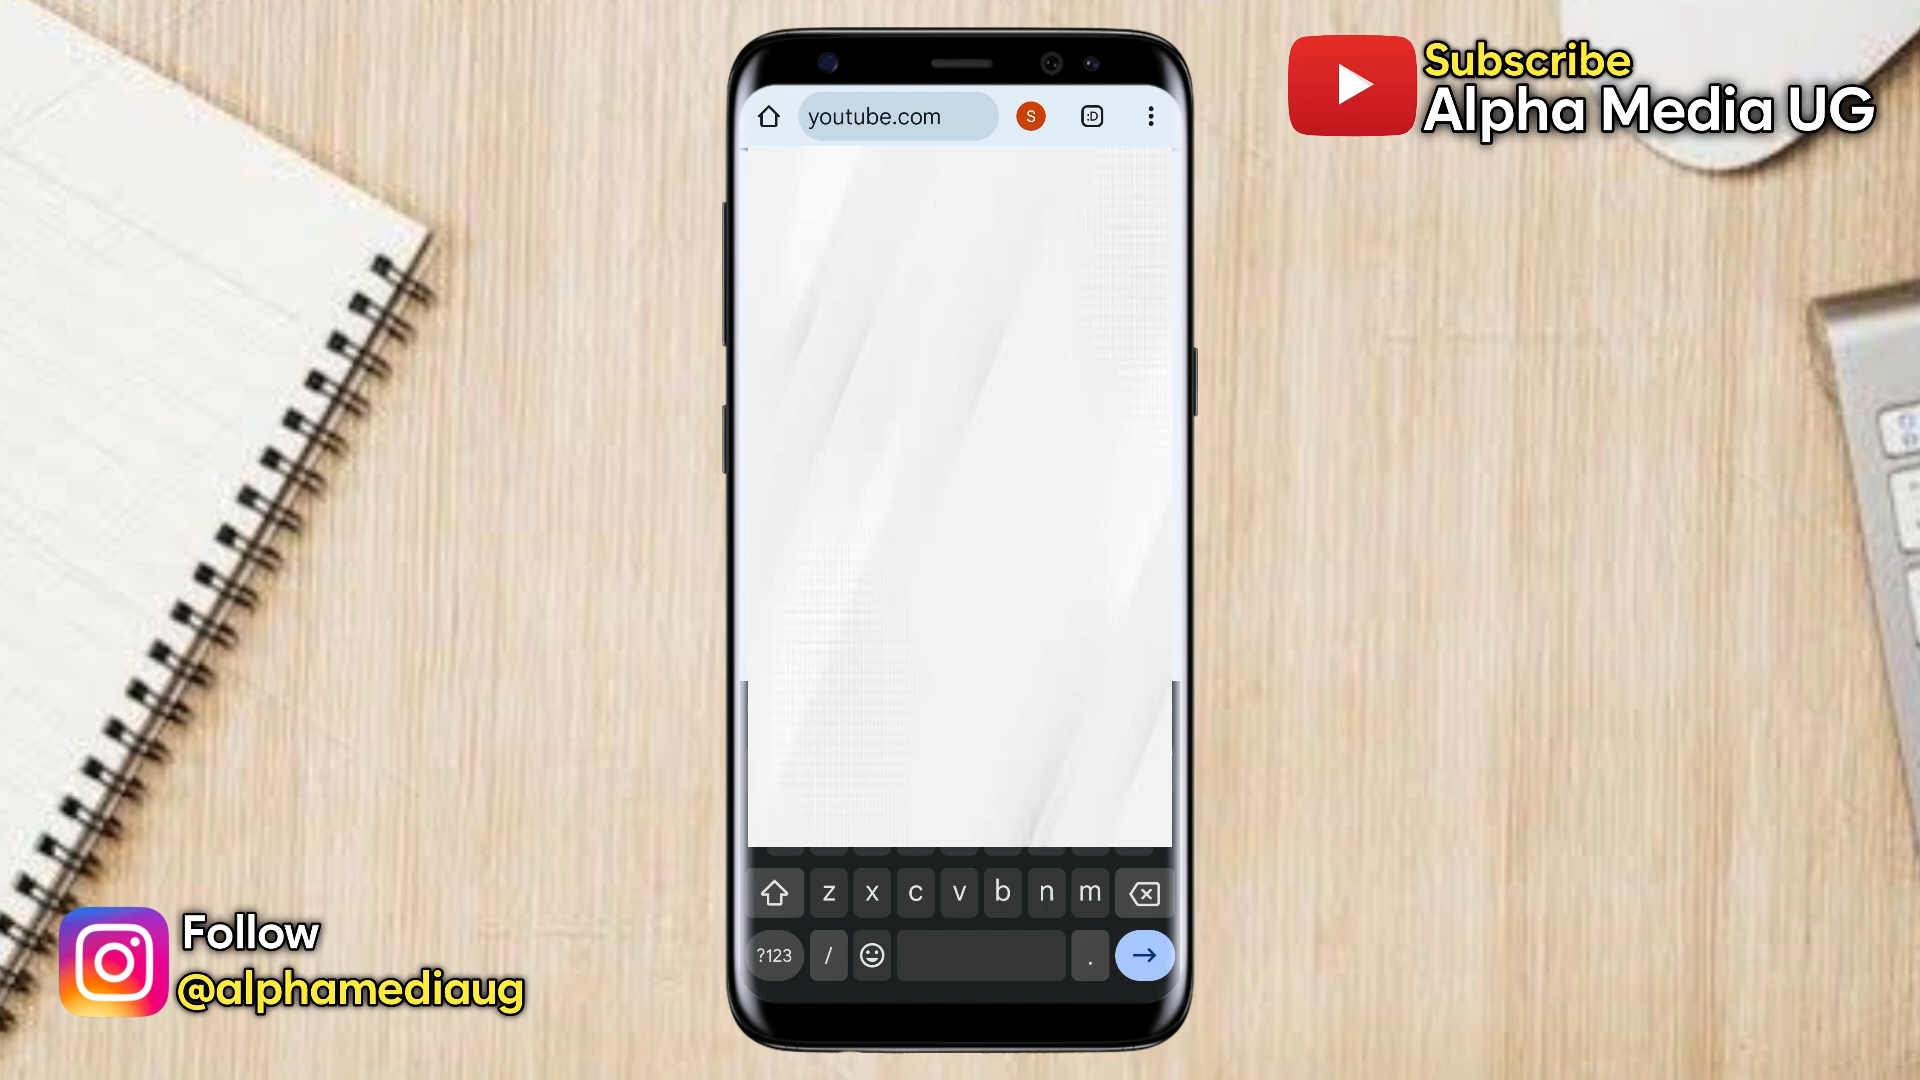 Subscribe
Alpha Media UG
youtube.com
S
:D
z x c v b n m
?123 / .
Follow
@alphamediaug